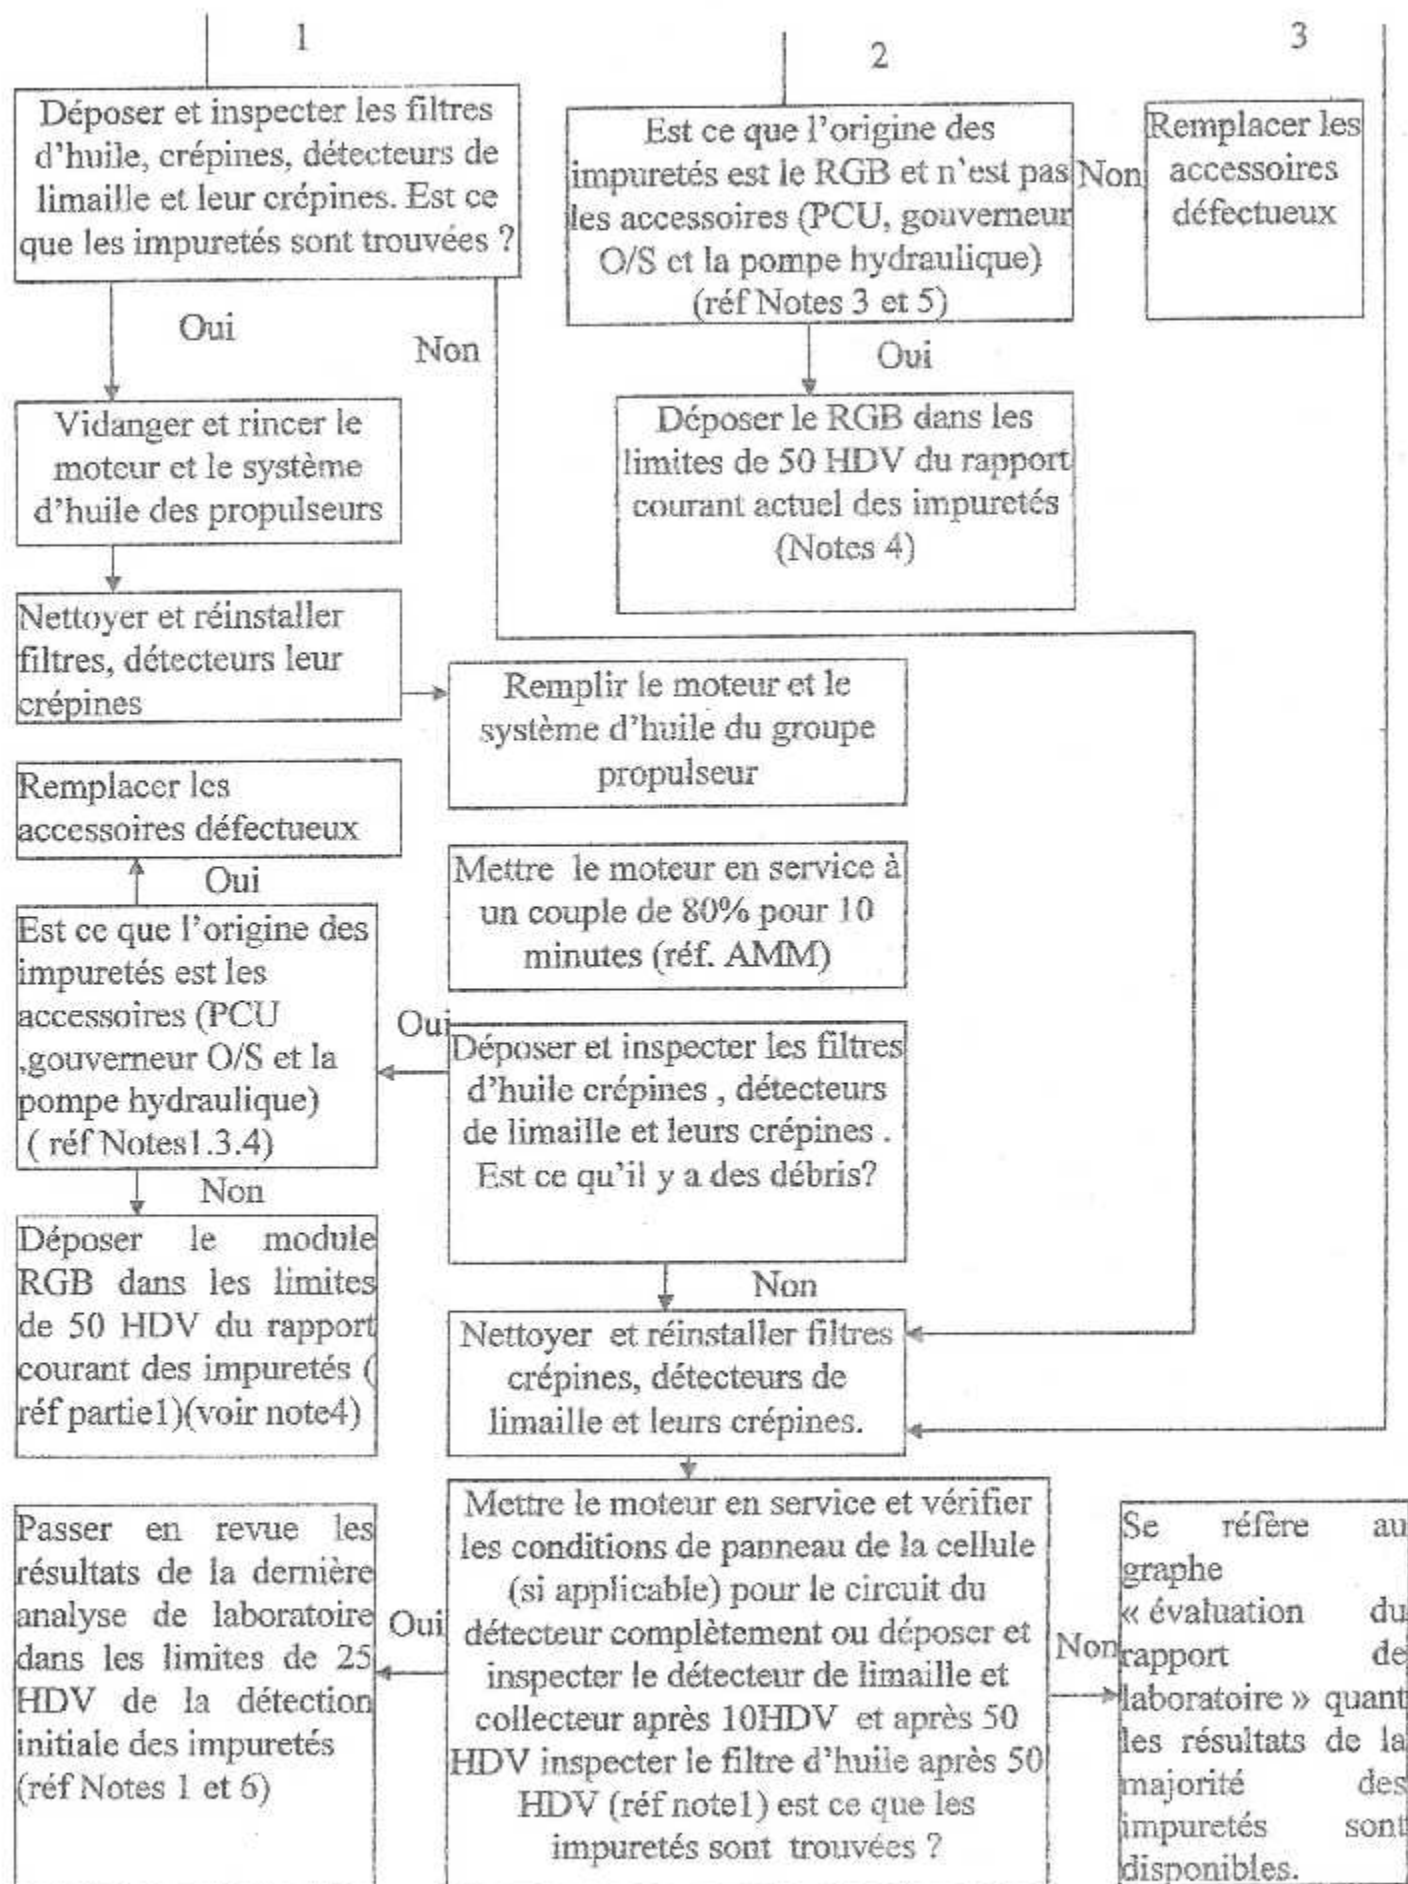 1
2
3
Déposer et inspecter les filtres
d'huile, crépines, détecteurs de
limaille et leur crépines. Est ce
que les impuretés sont trouvées ?
Est ce que l'origine des
impuretés est le RGB et n'est pas
les accessoires (PCU, gouverneur
O/S et la pompe hydraulique)
(réf Notes 3 et 5)
Non
Remplacer les
accessoires
défectueux
Oui
Non
Oui
Vidanger et rincer le
moteur et le système
d'huile des propulseurs
Déposer le RGB dans les
limites de 50 HDV du rapport
courant actuel des impuretés
(Notes 4)
Nettoyer et réinstaller
filtres, détecteurs leur
crépines
Remplir le moteur et le
système d'huile du groupe
propulseur
Remplacer les
accessoires défectueux
Oui
Mettre le moteur en service à
un couple de 80% pour 10
minutes (réf. AMM)
Est ce que l'origine des
impuretés est les
accessoires (PCU
,gouverneur O/S et la
pompe hydraulique)
( réf Notes1.3.4)
Oui
Déposer et inspecter les filtres
d'huile crépines , détecteurs
de limaille et leurs crépines .
Est ce qu'il y a des débris?
Non
Déposer le module
RGB dans les limites
de 50 HDV du rapport
courant des impuretés (
réf partie1)(voir note4)
Non
Nettoyer et réinstaller filtres
crépines, détecteurs de
limaille et leurs crépine.
Passer en revue les
résultats de la dernière
analyse de laboratoire
dans les limites de 25
HDV de la détection
initiale des impuretés
(réf Notes 1 et 6)
Oui
Mettre le moteur en service et vérifier
les conditions de panneau de la cellule
(si applicable) pour le circuit du
détecteur complètement ou déposer et
inspecter le détecteur de limaille et
collecteur après 10HDV et après 50
HDV inspecter le filtre d'huile après 50
HDV (réf note1) est ce que les
impuretés sont trouvées ?
Non
Se réfère au
graphe
« évaluation du
rapport de
laboratoire » quant
les résultats de la
majorité des
impuretés sont
disponibles.